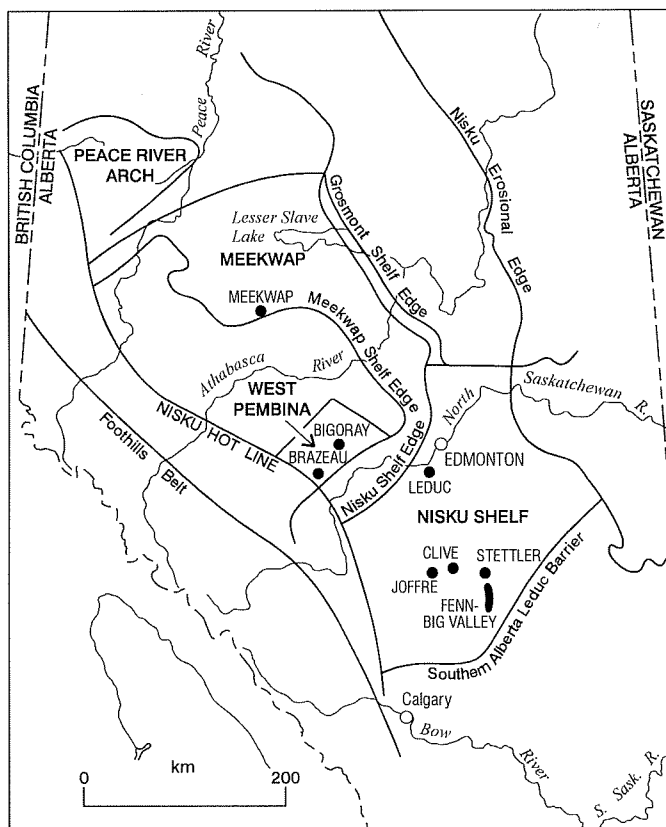 BRITISH COLUMBIA
ALBERTA
Peace
River
PEACE RIVER
ARCH
Nisku Erosional Edge
SASKATCHEWAN
ALBERTA
Lesser Slave
Lake
Grosmont Shelf Edge
MEEKWAP
MEEKWAP
Meekwap Shelf Edge
Athabasca
River
WEST
PEMBINA
BIGORAY
BRAZEAU
NISKU HOT LINE
Foothills
Belt
Nisku Shelf Edge
North
Saskatchewan
R.
EDMONTON
LEDUC
NISKU SHELF
CLIVE
STETTLER
JOFFRE
FENN-
BIG VALLEY
Southern Alberta Leduc Barrier
Calgary
Bow
River
S. Sask. R.
km
0
200